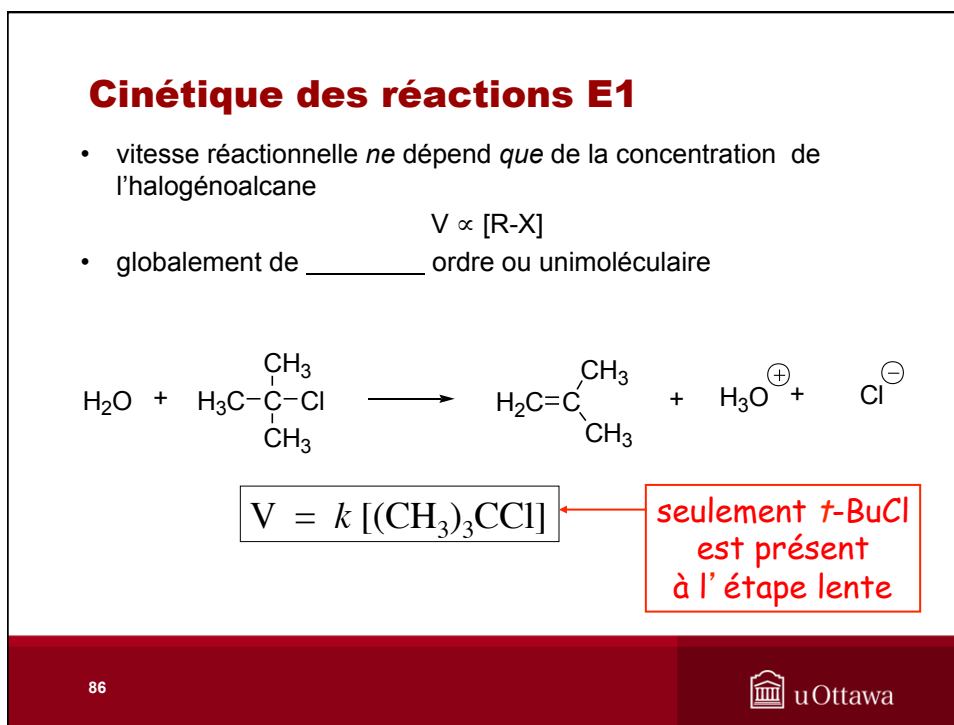 Cinétique des réactions E1
• vitesse réactionnelle ne dépend que de la concentration de
l’halogénoalcane
V ∝ [R-X]
• globalement de ________ ordre ou unimoléculaire
H₂O + H₃C–C–Cl ⟶ H₂C=C + H₃O⊕ + Cl⊖
CH₃
CH₃
CH₃
CH₃
V = k [(CH₃)₃CCl]
seulement t-BuCl
est présent
à l’étape lente
86
uOttawa